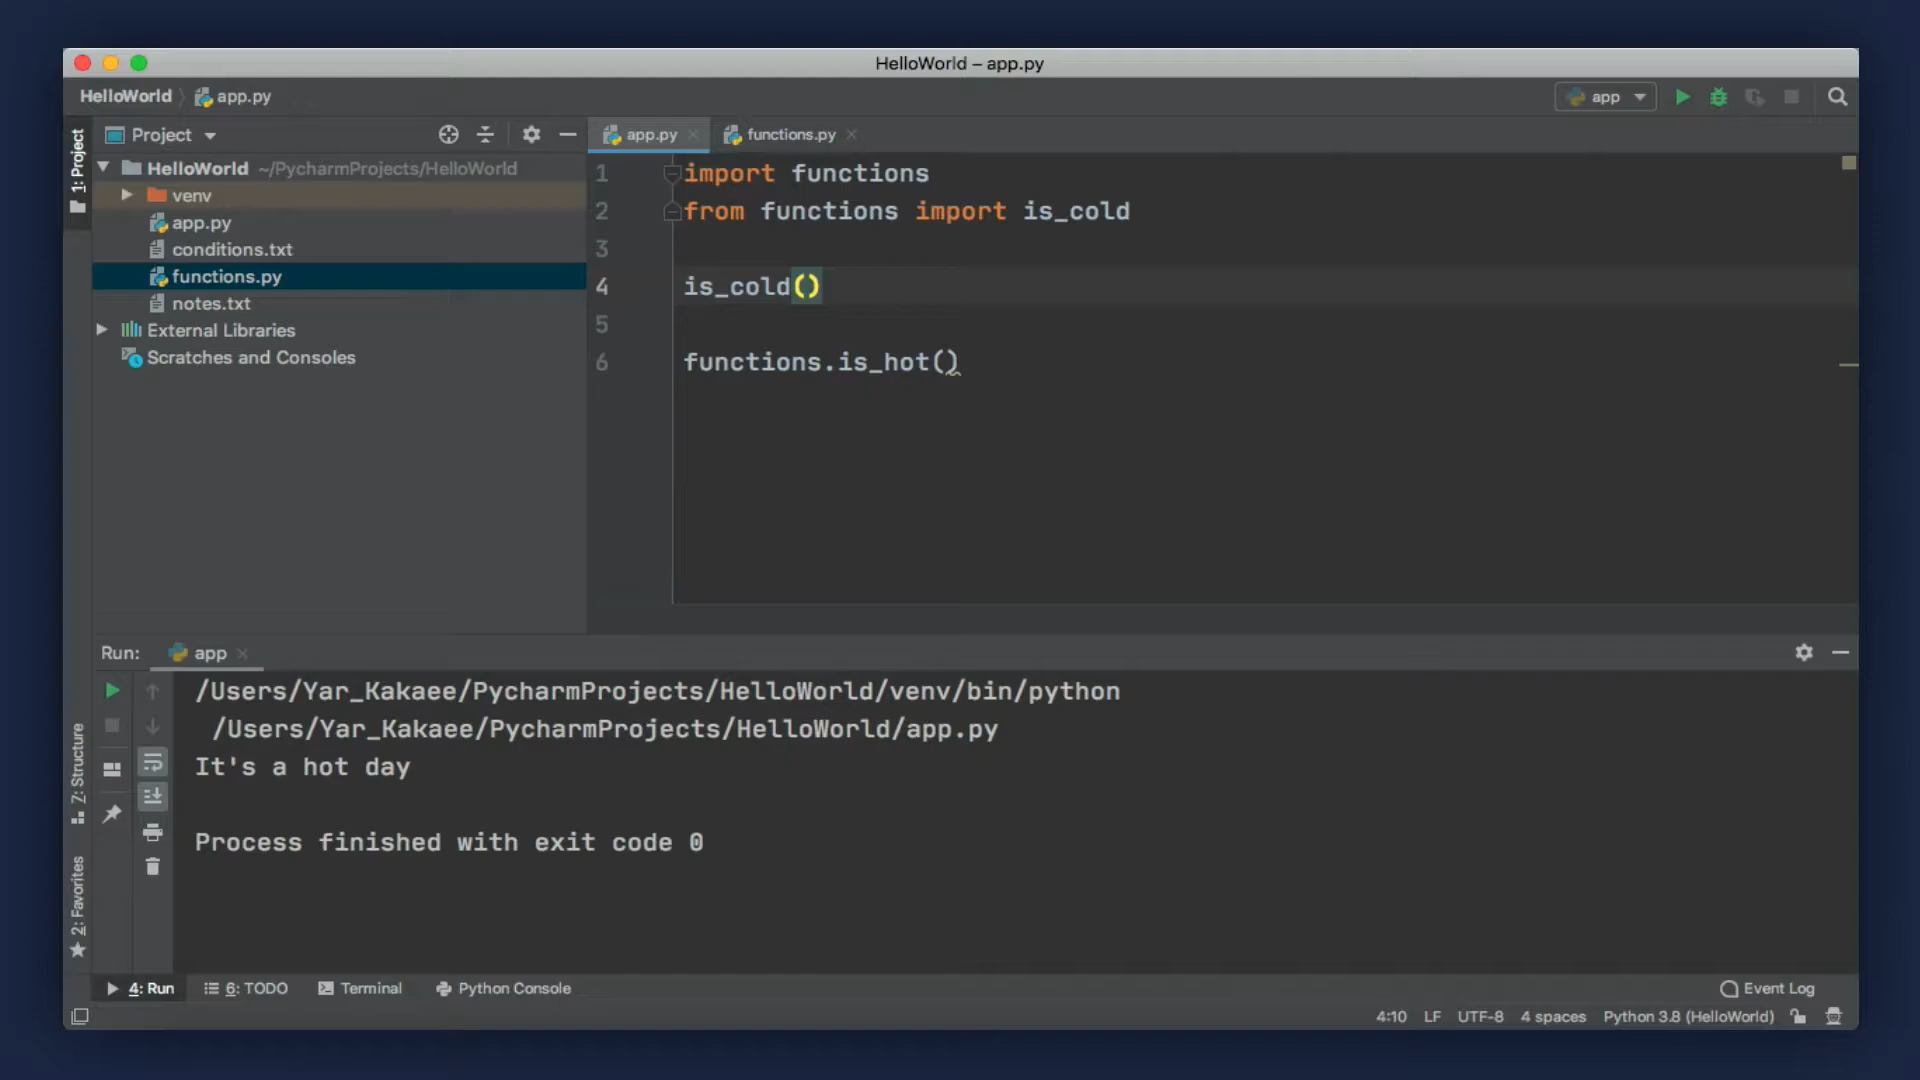 HelloWorld – app.py
HelloWorld app.py
app
1: Project
Project
app.py
functions.py
HelloWorld ~/PycharmProjects/HelloWorld
venv
app.py
conditions.txt
functions.py
notes.txt
External Libraries
Scratches and Consoles
1 import functions
2 from functions import is_cold
3
4 is_cold()
5
6 functions.is_hot()
Run: app
/Users/Yar_Kakaee/PycharmProjects/HelloWorld/venv/bin/python
/Users/Yar_Kakaee/PycharmProjects/HelloWorld/app.py
It's a hot day
Process finished with exit code 0
Z: Structure
2: Favorites
4: Run 6: TODO Terminal Python Console Event Log
4:10 LF UTF-8 4 spaces Python 3.8 (HelloWorld)